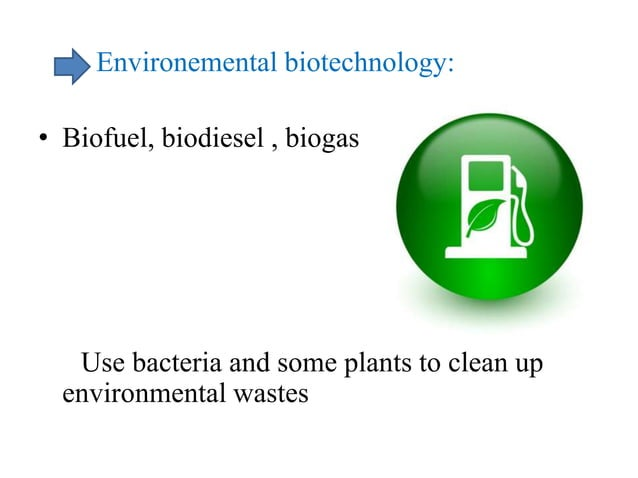 Environemental biotechnology:
• Biofuel, biodiesel , biogas
Use bacteria and some plants to clean up
environmental wastes